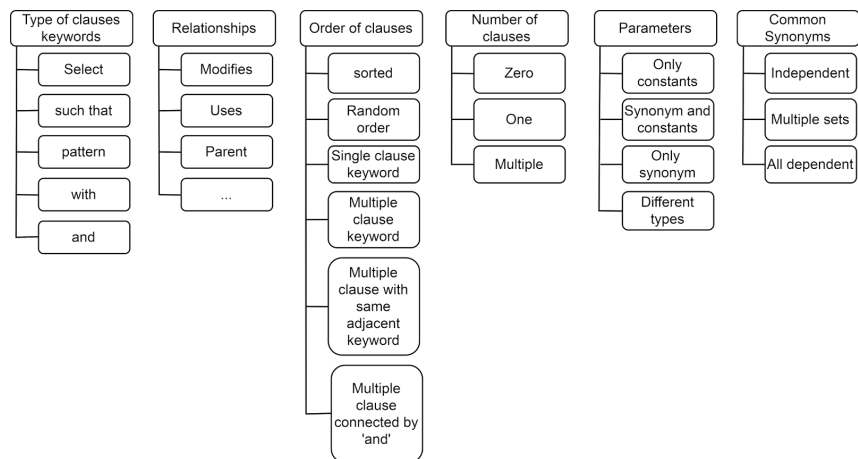 Type of clauses
keywords
Select
such that
pattern
with
and
Relationships
Modifies
Uses
Parent
...
Order of clauses
sorted
Random
order
Single clause
keyword
Multiple
clause
keyword
Multiple
clause with
same
adjacent
keyword
Multiple
clause
connected by
'and'
Number of
clauses
Zero
One
Multiple
Parameters
Only
constants
Synonym and
constants
Only
synonym
Different
types
Common
Synonyms
Independent
Multiple sets
All dependent